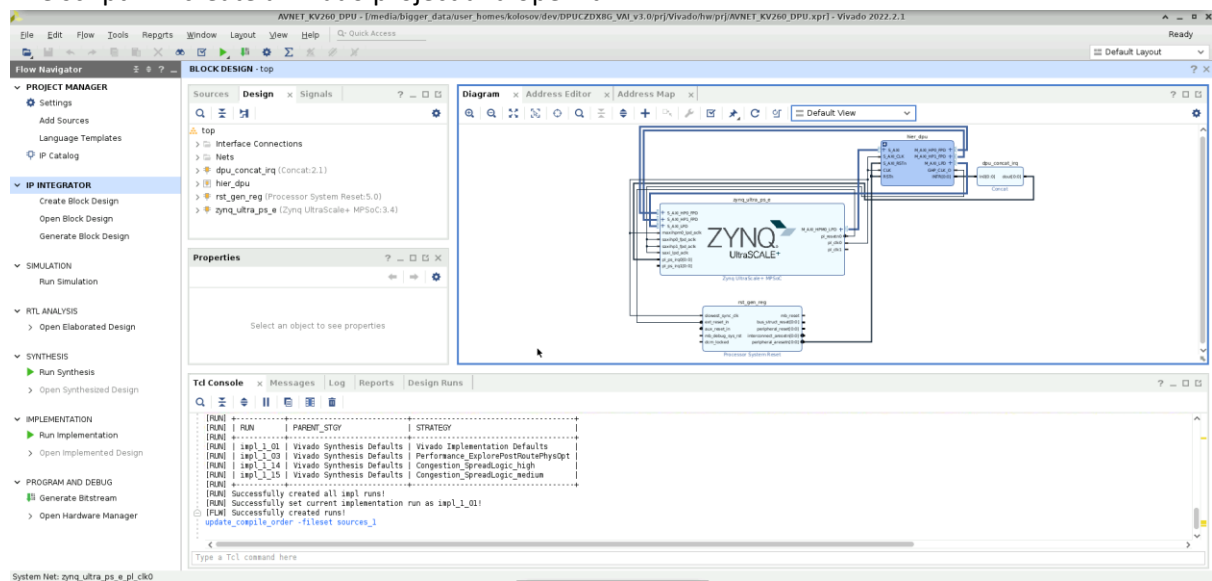 AVNET_KV260_DPU - [/media/bigger_data/user_homes/kolosov/dev/DPUCZDX8G_VAI_v3.0/prj/Vivado/hw/prj/AVNET_KV260_DPU.xpr] - Vivado 2022.2.1
File Edit Flow Tools Reports Window Layout View Help Quick Access
Ready
Default Layout
Flow Navigator
PROJECT MANAGER
Settings
Add Sources
Language Templates
IP Catalog
IP INTEGRATOR
Create Block Design
Open Block Design
Generate Block Design
SIMULATION
Run Simulation
RTL ANALYSIS
Open Elaborated Design
SYNTHESIS
Run Synthesis
Open Synthesized Design
IMPLEMENTATION
Run Implementation
Open Implemented Design
PROGRAM AND DEBUG
Generate Bitstream
Open Hardware Manager
BLOCK DESIGN - top
Sources Design Signals
top
Interface Connections
Nets
dpu_concat_irq (Concat:2.1)
hier_dpu
rst_gen_reg (Processor System Reset:5.0)
zynq_ultra_ps_e (Zynq UltraScale+ MPSoC:3.4)
Properties
Select an object to see properties
Diagram Address Editor Address Map
Default View
hier_dpu
dpu_concat_irq
Concat
zynq_ultra_ps_e
ZYNQ
UltraSCALE+
Zynq UltraScale+ MPSoC
rst_gen_reg
Processor System Reset
Tcl Console Messages Log Reports Design Runs
[RUN] +-----------+---------------------------+------------------------------------+
[RUN] | RUN | PARENT_STGY | STRATEGY |
[RUN] +-----------+---------------------------+------------------------------------+
[RUN] | impl_1_01 | Vivado Synthesis Defaults | Vivado Implementation Defaults |
[RUN] | impl_1_03 | Vivado Synthesis Defaults | Performance_ExplorePostRoutePhysOpt |
[RUN] | impl_1_14 | Vivado Synthesis Defaults | Congestion_SpreadLogic_high |
[RUN] | impl_1_15 | Vivado Synthesis Defaults | Congestion_SpreadLogic_medium |
[RUN] +-----------+---------------------------+------------------------------------+
[RUN] Successfully created all impl runs!
[RUN] Successfully set current implementation run as impl_1_01!
[FLW] Successfully created runs!
update_compile_order -fileset sources_1
Type a Tcl command here
System Net: zynq_ultra_ps_e_pl_clk0